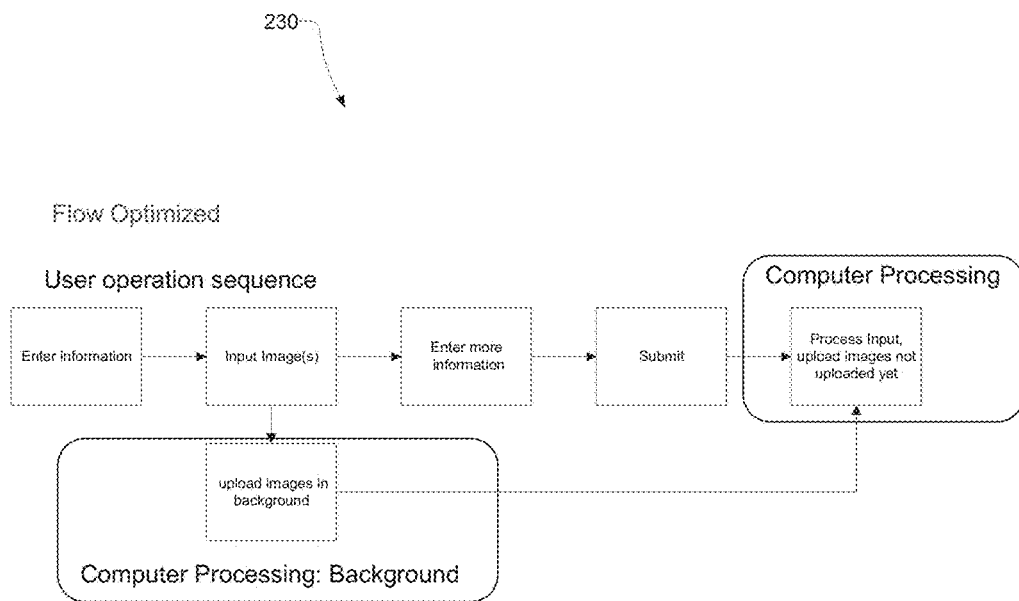 230
Flow Optimized
User operation sequence
Computer Processing
Enter information
Input Image(s)
Enter more
information
Submit
Process Input,
upload images not
uploaded yet
upload images in
background
Computer Processing: Background